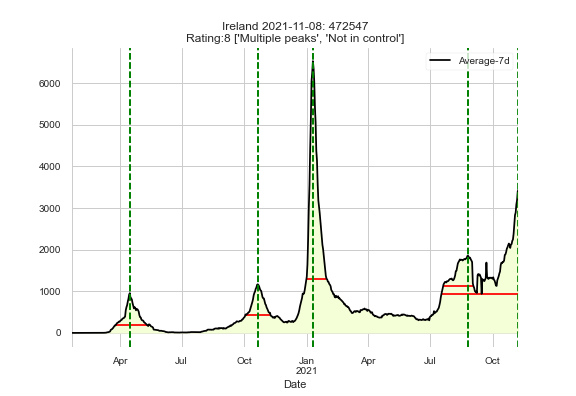 Ireland 2021-11-08: 472547
Rating:8 ['Multiple peaks', 'Not in control']
Average-7d
6000
5000
4000
3000
2000
1000
0
Apr Jul Oct Jan Apr Jul Oct
2021
Date